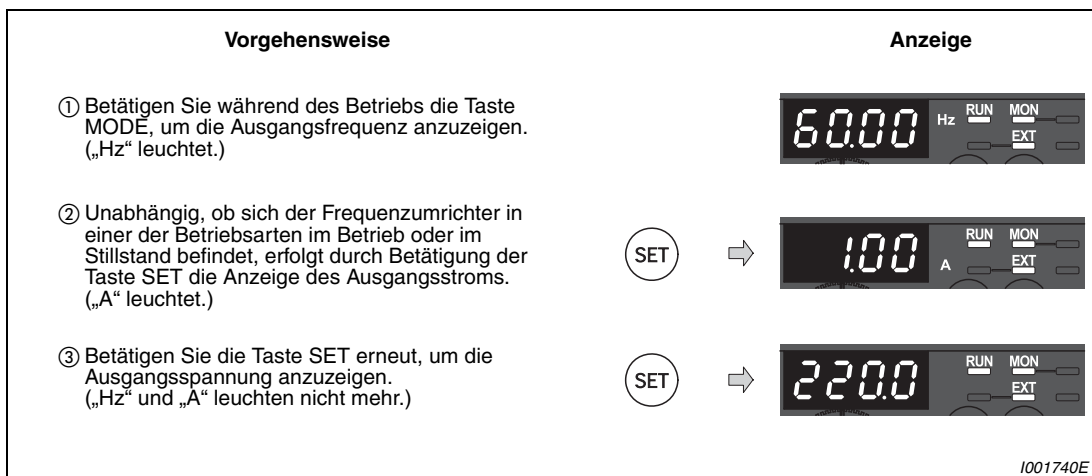 Vorgehensweise
Anzeige
① Betätigen Sie während des Betriebs die Taste
MODE, um die Ausgangsfrequenz anzuzeigen.
(„Hz“ leuchtet.)
60.00 Hz RUN MON
EXT
② Unabhängig, ob sich der Frequenzumrichter in
einer der Betriebsarten im Betrieb oder im
Stillstand befindet, erfolgt durch Betätigung der
Taste SET die Anzeige des Ausgangsstroms.
(„A“ leuchtet.)
SET
1.00 A RUN MON
EXT
③ Betätigen Sie die Taste SET erneut, um die
Ausgangsspannung anzuzeigen.
(„Hz“ und „A“ leuchten nicht mehr.)
SET
220.0 RUN MON
EXT
I001740E